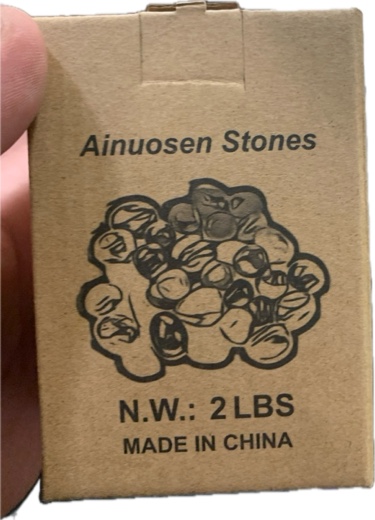 Ainuosen Stones
N.W.: 2 LBS
MADE IN CHINA